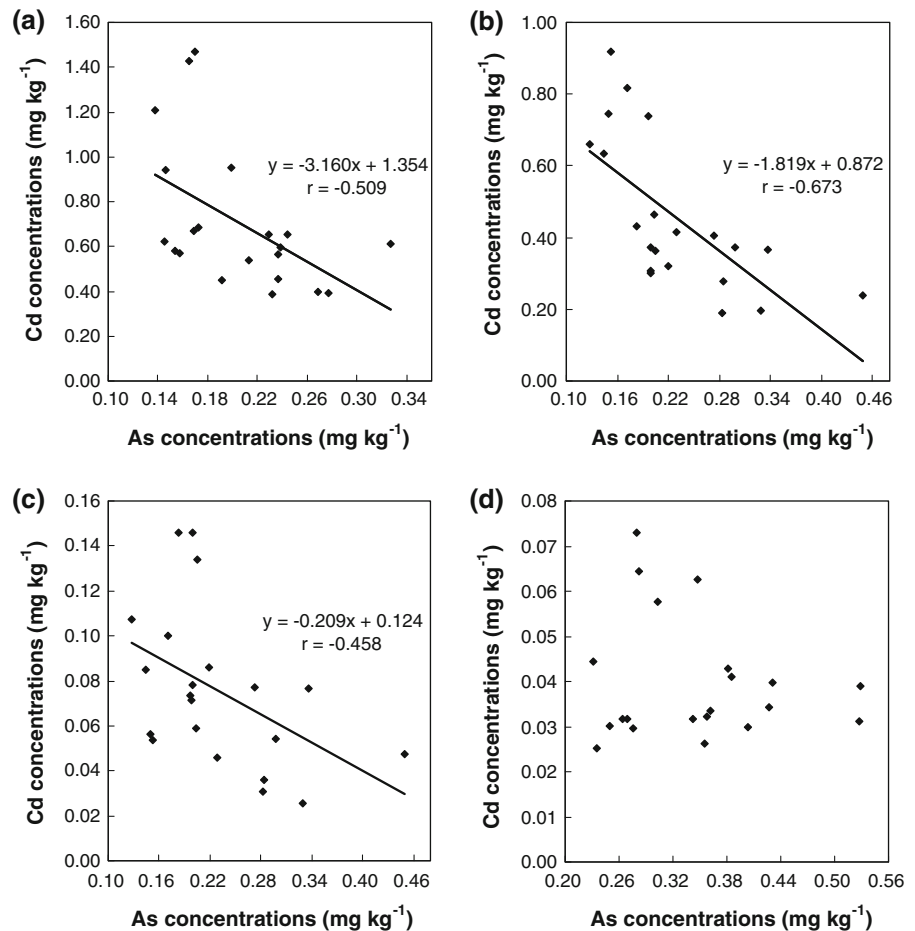 (a)
Cd concentrations (mg kg⁻¹)
1.60
1.40
1.20
1.00
0.80
0.60
0.40
0.20
0.00
y = -3.160x + 1.354
r = -0.509
0.10 0.14 0.18 0.22 0.26 0.30 0.34
As concentrations (mg kg⁻¹)
(b)
Cd concentrations (mg kg⁻¹)
1.00
0.80
0.60
0.40
0.20
0.00
y = -1.819x + 0.872
r = -0.673
0.10 0.16 0.22 0.28 0.34 0.40 0.46
As concentrations (mg kg⁻¹)
(c)
Cd concentrations (mg kg⁻¹)
0.16
0.14
0.12
0.10
0.08
0.06
0.04
0.02
0.00
y = -0.209x + 0.124
r = -0.458
0.10 0.16 0.22 0.28 0.34 0.40 0.46
As concentrations (mg kg⁻¹)
(d)
Cd concentrations (mg kg⁻¹)
0.08
0.07
0.06
0.05
0.04
0.03
0.02
0.01
0.00
0.20 0.26 0.32 0.38 0.44 0.50 0.56
As concentrations (mg kg⁻¹)